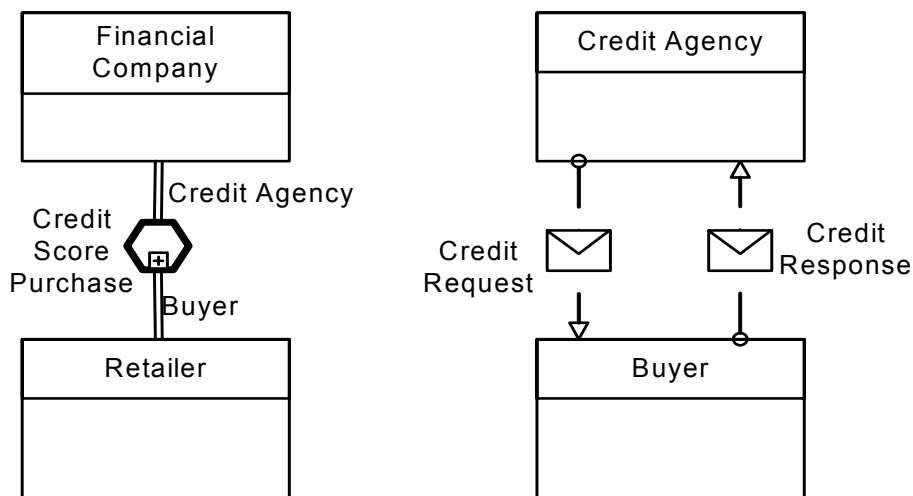 Financial
Company
Credit Agency
Credit Agency
Credit
Score
Purchase
Buyer
Credit
Request
Credit
Response
Retailer
Buyer